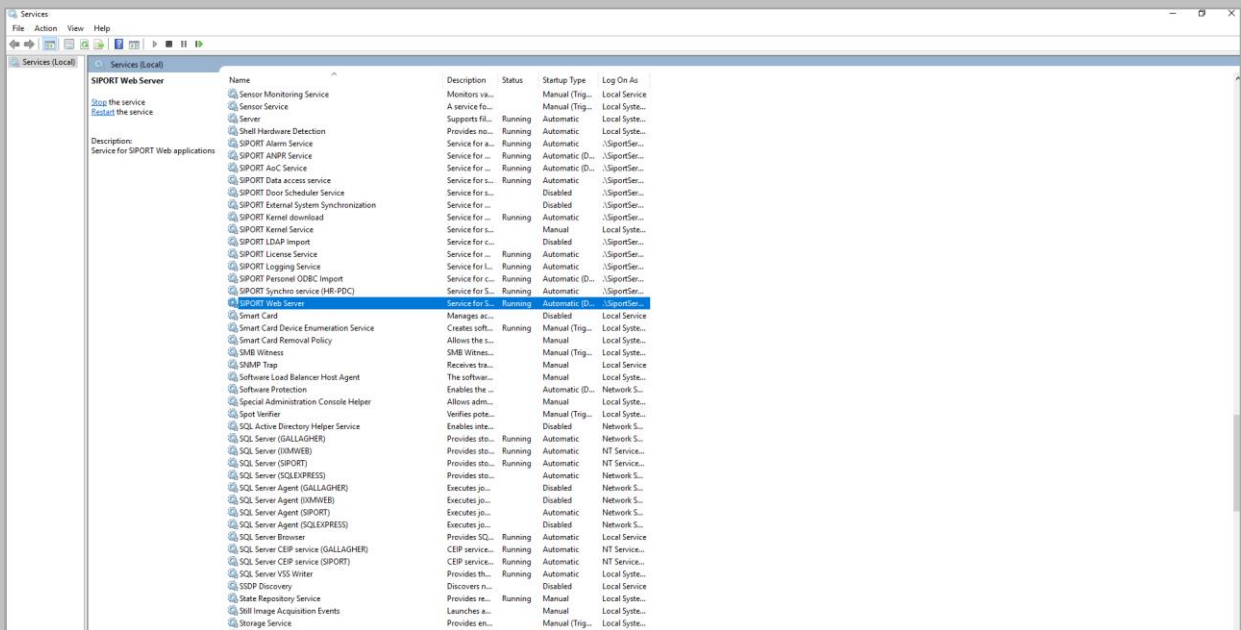 Services
File Action View Help
Services (Local)
Services (Local)
SIPORT Web Server
Stop the service
Restart the service
Description:
Service for SIPORT Web applications
Name Description Status Startup Type Log On As
Sensor Monitoring Service Monitors va... Manual (Trig... Local Service
Sensor Service A service fo... Manual (Trig... Local Syste...
Server Supports fil... Running Automatic Local Syste...
Shell Hardware Detection Provides no... Running Automatic Local Syste...
SIPORT Alarm Service Service for a... Running Automatic .\SiportSer...
SIPORT ANPR Service Service for ... Running Automatic (D... .\SiportSer...
SIPORT AoC Service Service for ... Running Automatic (D... .\SiportSer...
SIPORT Data access service Service for s... Running Automatic .\SiportSer...
SIPORT Door Scheduler Service Service for s... Disabled .\SiportSer...
SIPORT External System Synchronization Service for ... Disabled .\SiportSer...
SIPORT Kernel download Service for ... Running Automatic .\SiportSer...
SIPORT Kernel Service Service for s... Manual Local Syste...
SIPORT LDAP Import Service for c... Disabled .\SiportSer...
SIPORT License Service Service for ... Running Automatic .\SiportSer...
SIPORT Logging Service Service for l... Running Automatic .\SiportSer...
SIPORT Personel ODBC Import Service for c... Running Automatic (D... .\SiportSer...
SIPORT Synchro service (HR-PDC) Service for S... Running Automatic .\SiportSer...
SIPORT Web Server Service for S... Running Automatic (D... .\SiportSer...
Smart Card Manages ac... Disabled Local Service
Smart Card Device Enumeration Service Creates soft... Running Manual (Trig... Local Syste...
Smart Card Removal Policy Allows the s... Manual Local Syste...
SMB Witness SMB Witnes... Manual (Trig... Local Syste...
SNMP Trap Receives tra... Manual Local Service
Software Load Balancer Host Agent The softwar... Manual Local Syste...
Software Protection Enables the ... Automatic (D... Network S...
Special Administration Console Helper Allows adm... Manual Local Syste...
Spot Verifier Verifies pote... Manual (Trig... Local Syste...
SQL Active Directory Helper Service Enables inte... Disabled Network S...
SQL Server (GALLAGHER) Provides sto... Running Automatic Network S...
SQL Server (IXMWEB) Provides sto... Running Automatic NT Service...
SQL Server (SIPORT) Provides sto... Running Automatic NT Service...
SQL Server (SQLEXPRESS) Provides sto... Automatic Network S...
SQL Server Agent (GALLAGHER) Executes jo... Disabled Network S...
SQL Server Agent (IXMWEB) Executes jo... Disabled Network S...
SQL Server Agent (SIPORT) Executes jo... Automatic Network S...
SQL Server Agent (SQLEXPRESS) Executes jo... Disabled Network S...
SQL Server Browser Provides SQ... Running Automatic Local Service
SQL Server CEIP service (GALLAGHER) CEIP service... Running Automatic NT Service...
SQL Server CEIP service (SIPORT) CEIP service... Running Automatic NT Service...
SQL Server VSS Writer Provides th... Running Automatic Local Syste...
SSDP Discovery Discovers n... Disabled Local Service
State Repository Service Provides re... Running Manual Local Syste...
Still Image Acquisition Events Launches a... Manual Local Syste...
Storage Service Provides en... Manual (Trig... Local Syste...